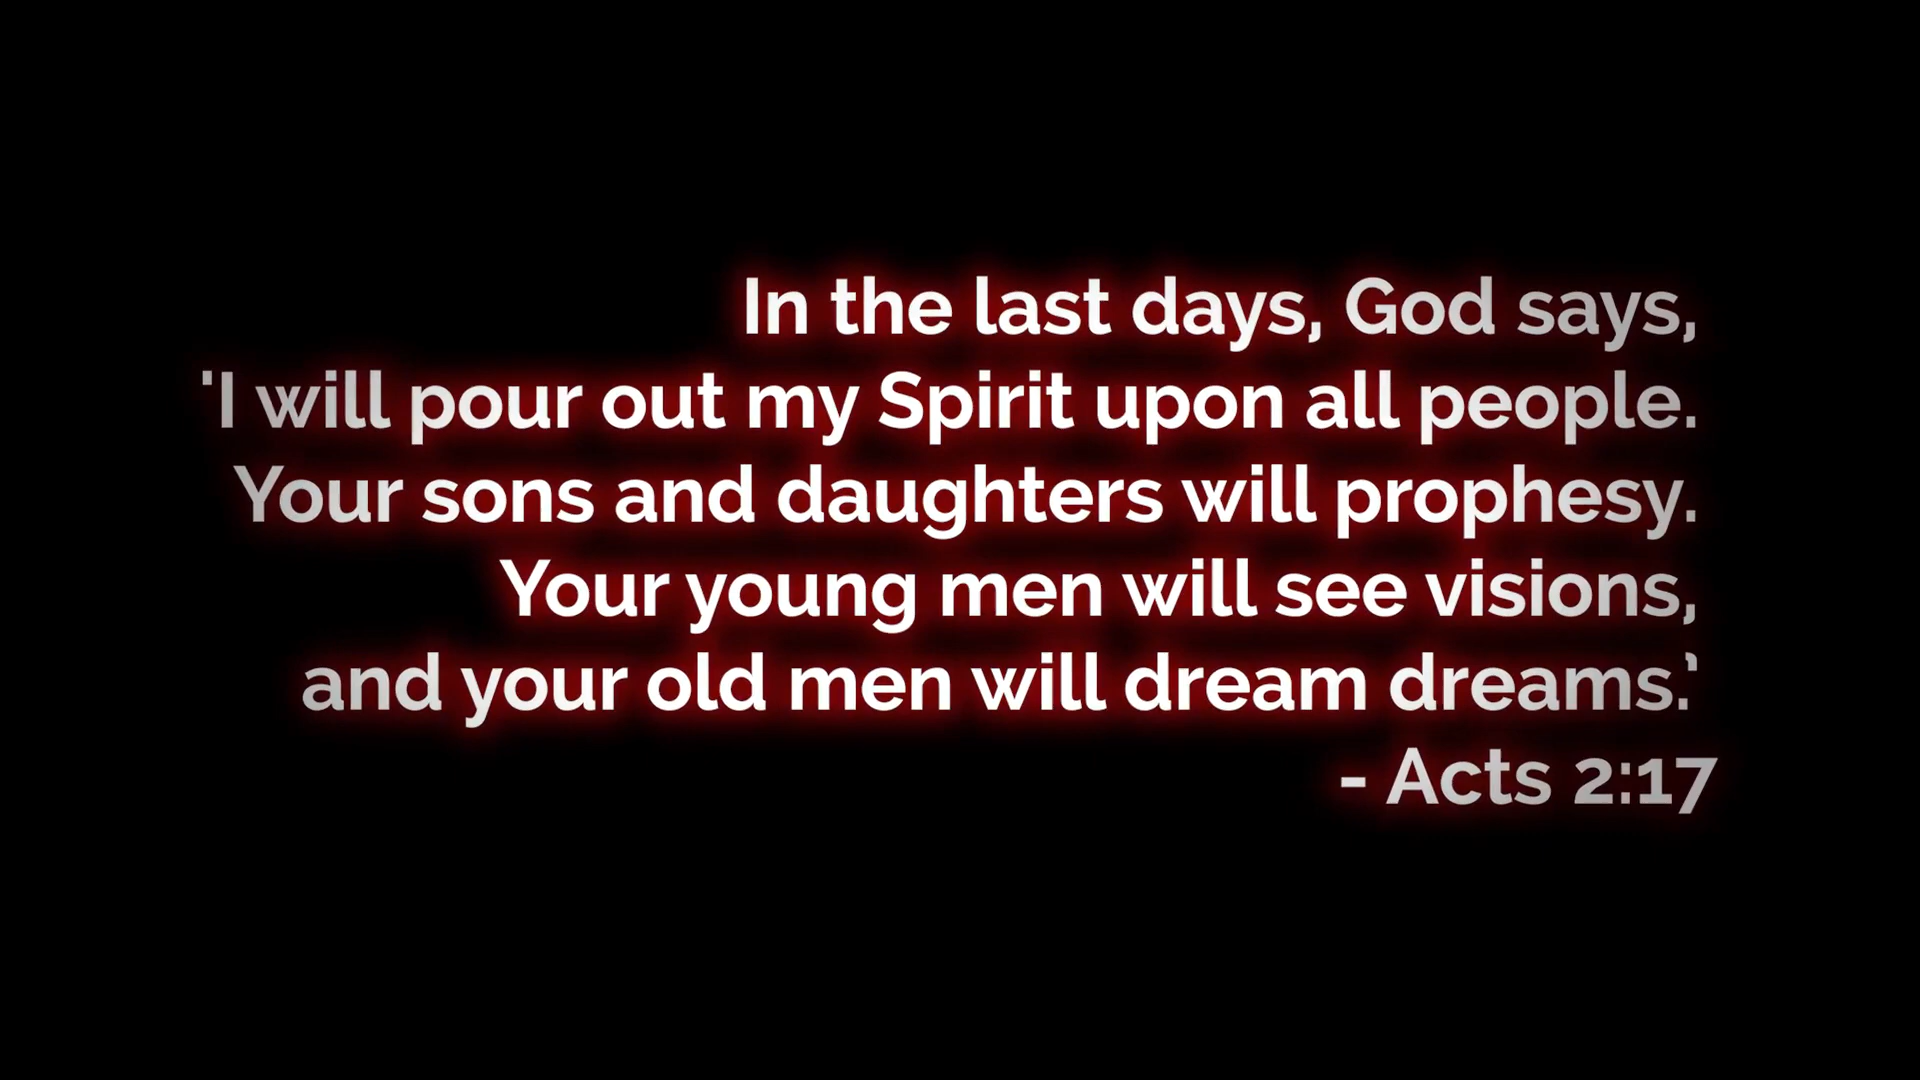 In the last days, God says,
'I will pour out my Spirit upon all people.
Your sons and daughters will prophesy.
Your young men will see visions,
and your old men will dream dreams.'
- Acts 2:17